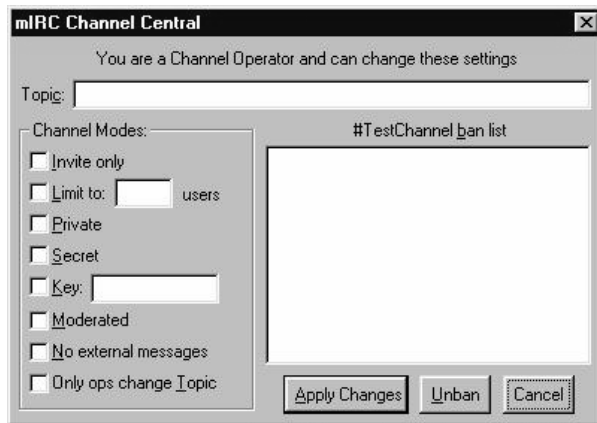 mIRC Channel Central
You are a Channel Operator and can change these settings
Topic:
Channel Modes:
Invite only
Limit to: users
Private
Secret
Key:
Moderated
No external messages
Only ops change Topic
#TestChannel ban list
Apply Changes Unban Cancel